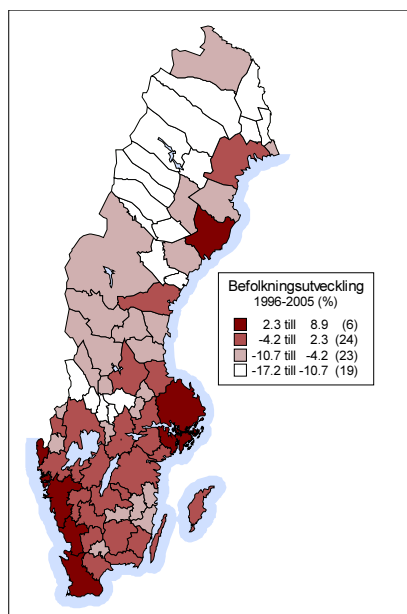 Befolkningsutveckling
1996-2005 (%)
2.3 till 8.9 (6)
-4.2 till 2.3 (24)
-10.7 till -4.2 (23)
-17.2 till -10.7 (19)